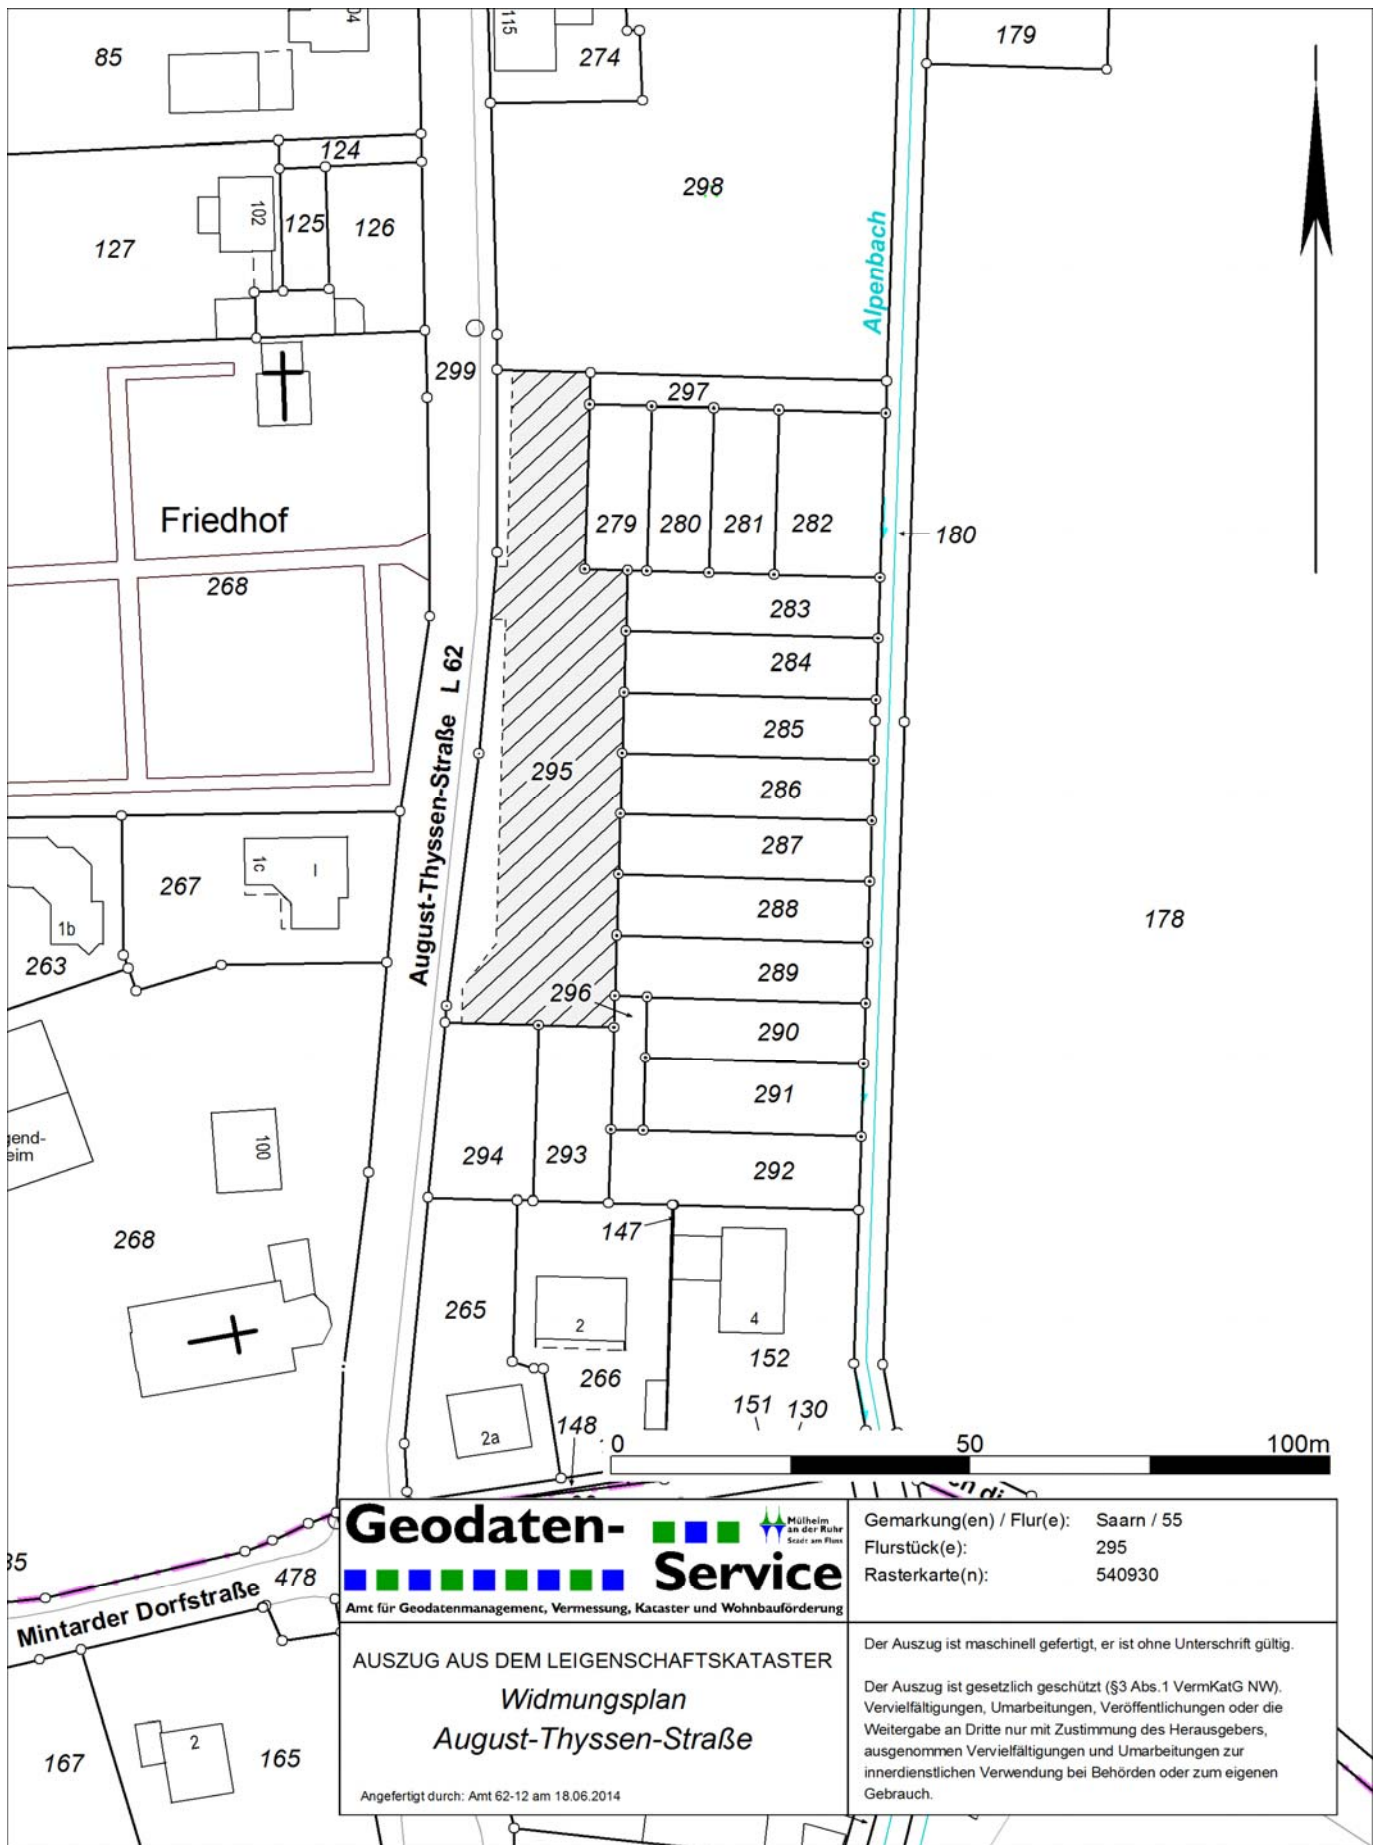 85
04
115
274
179
124
298
102
125
126
127
Alpenbach
299
297
Friedhof
279
280
281
282
180
268
283
284
August-Thyssen-Straße L 62
285
295
286
287
1c
I
267
288
178
1b
263
289
296
290
291
gend-
eim
100
294
293
292
268
147
265
2
4
152
266
151
130
148
2a
0
50
100m
Geodaten-
Mülheim
an der Ruhr
Stadt am Fluss
Service
Amt für Geodatenmanagement, Vermessung, Kataster und Wohnbauförderung
Gemarkung(en) / Flur(e): Saarn / 55
Flurstück(e): 295
Rasterkarte(n): 540930
35
478
Mintarder Dorfstraße
AUSZUG AUS DEM LEIGENSCHAFTSKATASTER
Widmungsplan
August-Thyssen-Straße
Angefertigt durch: Amt 62-12 am 18.06.2014
Der Auszug ist maschinell gefertigt, er ist ohne Unterschrift gültig.
Der Auszug ist gesetzlich geschützt (§3 Abs.1 VermKatG NW).
Vervielfältigungen, Umarbeitungen, Veröffentlichungen oder die
Weitergabe an Dritte nur mit Zustimmung des Herausgebers,
ausgenommen Vervielfältigungen und Umarbeitungen zur
innerdienstlichen Verwendung bei Behörden oder zum eigenen
Gebrauch.
2
167
165